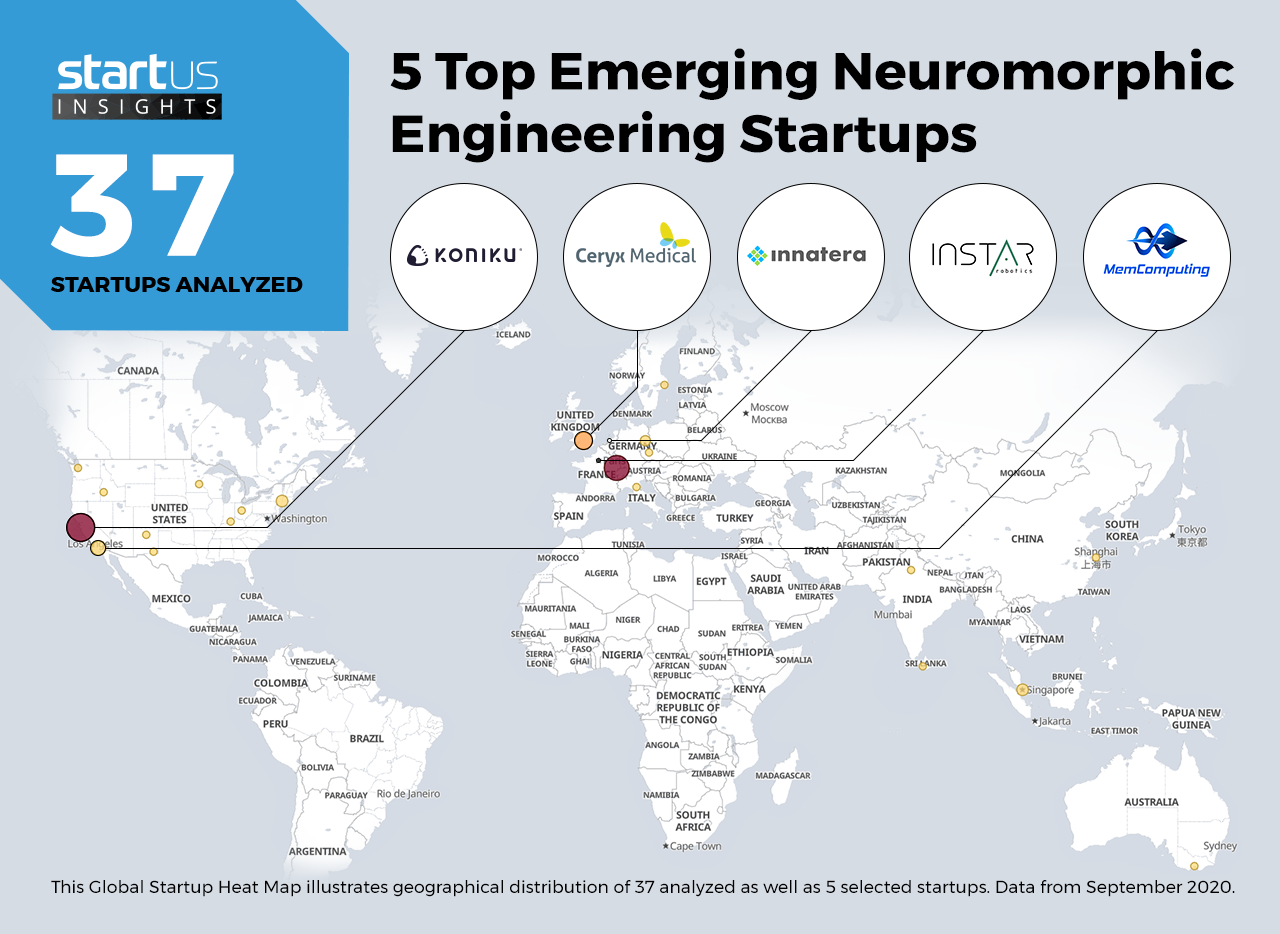 startus
INSIGHTS
37
STARTUPS ANALYZED
5 Top Emerging Neuromorphic
Engineering Startups
KONIKU
Ceryx Medical
innatera
INSTAR
robotics
MemComputing
ICELAND
FINLAND
CANADA
NORWAY
ESTONIA
LATVIA
Moscow
Москва
UNITED
KINGDOM
DENMARK
BELARUS
GERMANY
UKRAINE
FRANCE
AUSTRIA
KAZAKHSTAN
MONGOLIA
ROMANIA
ANDORRA
ITALY
BULGARIA
GEORGIA
UZBEKISTAN
UNITED
STATES
Washington
SPAIN
GREECE
TURKEY
TAJIKISTAN
SOUTH
KOREA
Tokyo
東京都
Los Angeles
TUNISIA
SYRIA
IRAN
AFGHANISTAN
CHINA
Shanghai
上海市
MOROCCO
ISRAEL
PAKISTAN
ALGERIA
LIBYA
EGYPT
SAUDI
ARABIA
UNITED ARAB
EMIRATES
NEPAL
BANGLADESH
TAIWAN
MEXICO
CUBA
JAMAICA
MAURITANIA
INDIA
Mumbai
LAOS
MYANMAR
GUATEMALA
NICARAGUA
MALI
NIGER
CHAD
SUDAN
ERITREA
YEMEN
VIETNAM
SENEGAL
BURKINA
FASO
GHAI
SIERRA
LEONE
NIGERIA
CENTRAL
AFRICAN
REPUBLIC
SOUTH
SUDAN
ETHIOPIA
SOMALIA
SRI LANKA
PANAMA
VENEZUELA
SURINAME
COLOMBIA
ECUADOR
BRUNEI
Singapore
KENYA
DEMOCRATIC
REPUBLIC OF
THE CONGO
PERU
BRAZIL
Jakarta
EAST TIMOR
PAPUA NEW
GUINEA
ANGOLA
ZAMBIA
ZIMBABWE
MADAGASCAR
BOLIVIA
PARAGUAY
Rio de Janeiro
NAMIBIA
SOUTH
AFRICA
Cape Town
AUSTRALIA
Sydney
ARGENTINA
This Global Startup Heat Map illustrates geographical distribution of 37 analyzed as well as 5 selected startups. Data from September 2020.